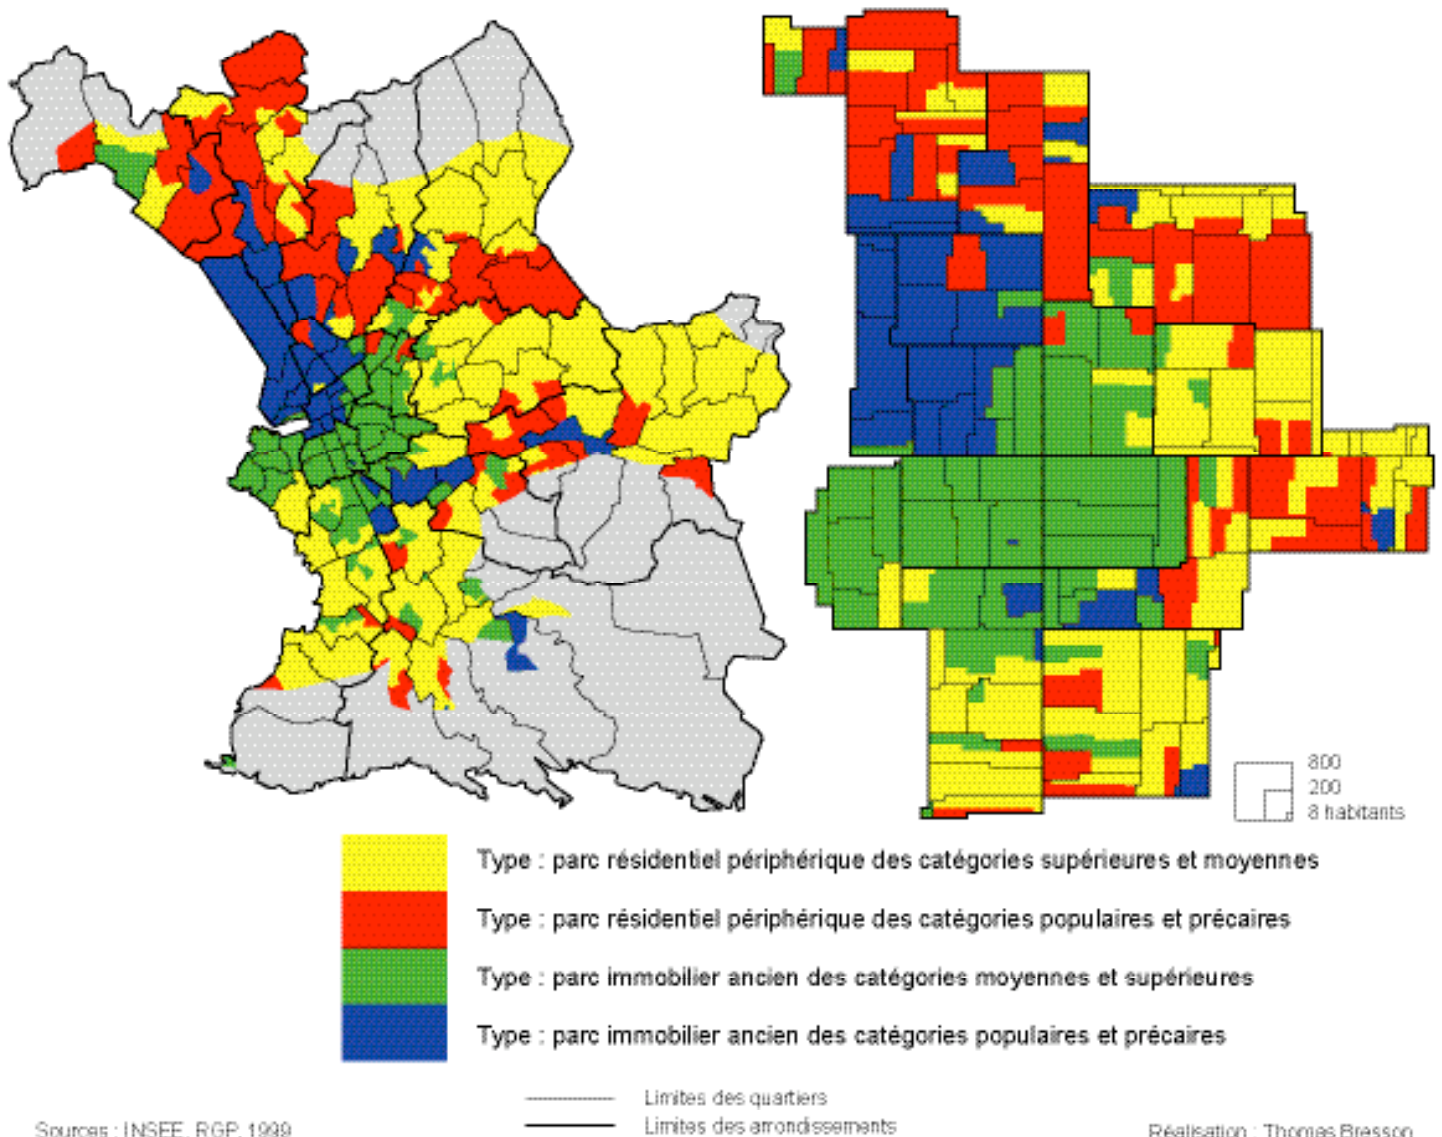 800
200
8 habitants
Type : parc résidentiel périphérique des catégories supérieures et moyennes
Type : parc résidentiel périphérique des catégories populaires et précaires
Type : parc immobilier ancien des catégories moyennes et supérieures
Type : parc immobilier ancien des catégories populaires et précaires
Limites des quartiers
Limites des arrondissements
Sources : INSEE, RGP, 1999
Réalisation : Thomas Bresson